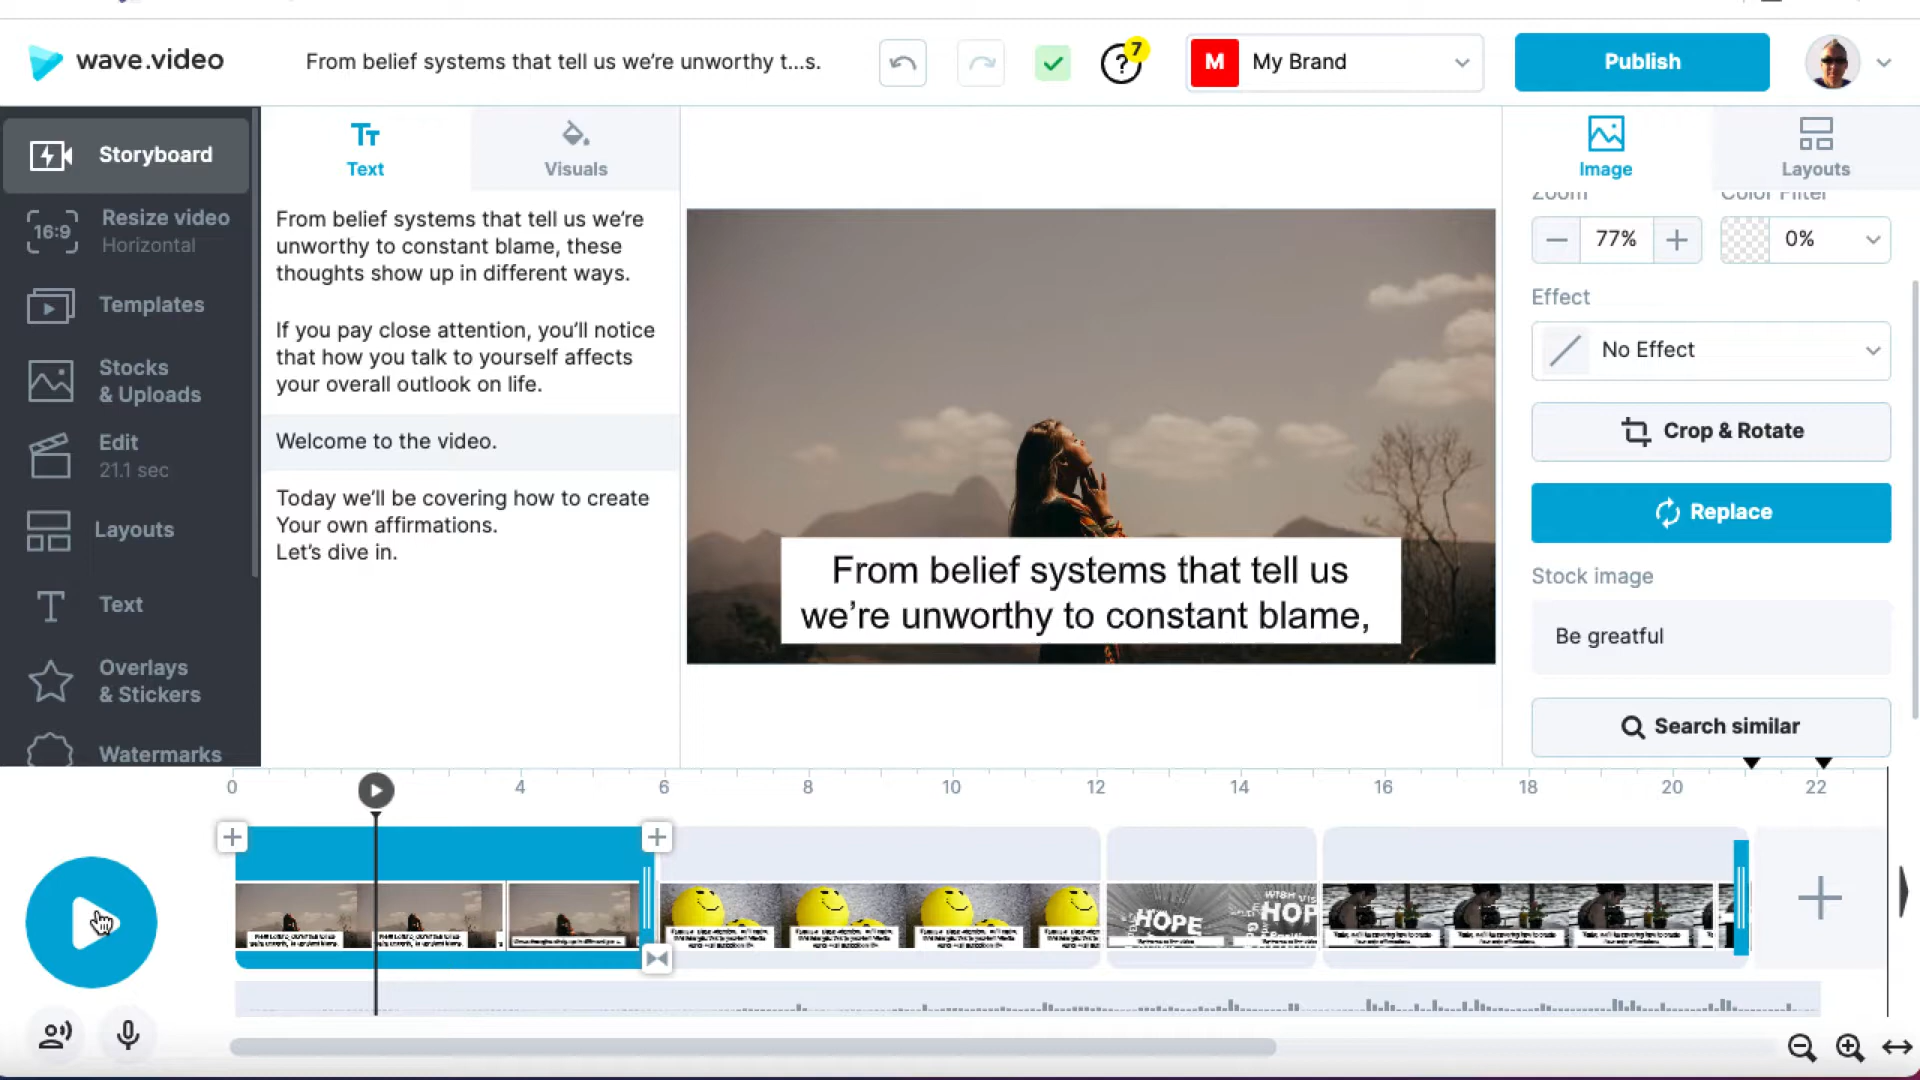 wave.video
From belief systems that tell us we're unworthy t...s.
7
?
M
My Brand
Publish
Storyboard
16:9
Resize video
Horizontal
Templates
Stocks
& Uploads
Edit
21.1 sec
Layouts
Text
Overlays
& Stickers
Watermarks
Text
Visuals
From belief systems that tell us we're
unworthy to constant blame, these
thoughts show up in different ways.
If you pay close attention, you'll notice
that how you talk to yourself affects
your overall outlook on life.
Welcome to the video.
Today we'll be covering how to create
Your own affirmations.
Let's dive in.
From belief systems that tell us
we're unworthy to constant blame,
Image
Layouts
Zoom
Color Filter
77%
0%
Effect
No Effect
Crop & Rotate
Replace
Stock image
Be greatful
Search similar
0
4
6
8
10
12
14
16
18
20
22
HOPE
HOP